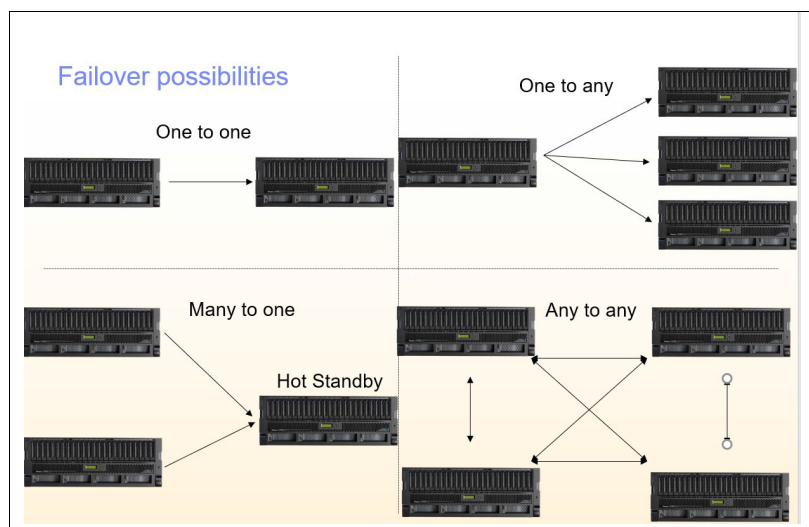 Failover possibilities
One to one
One to any
Many to one
Any to any
Hot Standby